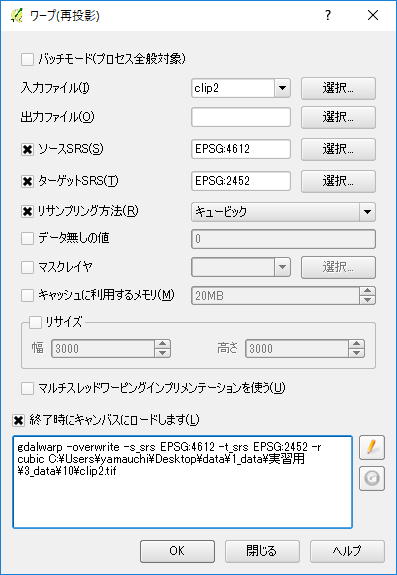 ワープ(再投影)
バッチモード(プロセス全般対象)
入力ファイル(I) clip2 選択...
出力ファイル(O) 選択...
ソースSRS(S) EPSG:4612 選択...
ターゲットSRS(T) EPSG:2452 選択...
リサンプリング方法(R) キュービック
データ無しの値 0
マスクレイヤ 選択...
キャッシュに利用するメモリ(M) 20MB
リサイズ
幅 3000 高さ 3000
マルチスレッドワーピングインプリメンテーションを使う(U)
終了時にキャンバスにロードします(L)
gdalwarp -overwrite -s_srs EPSG:4612 -t_srs EPSG:2452 -r
cubic C:¥Users¥yamauchi¥Desktop¥data¥1_data¥実習用
¥3_data¥10¥clip2.tif
OK 閉じる ヘルプ